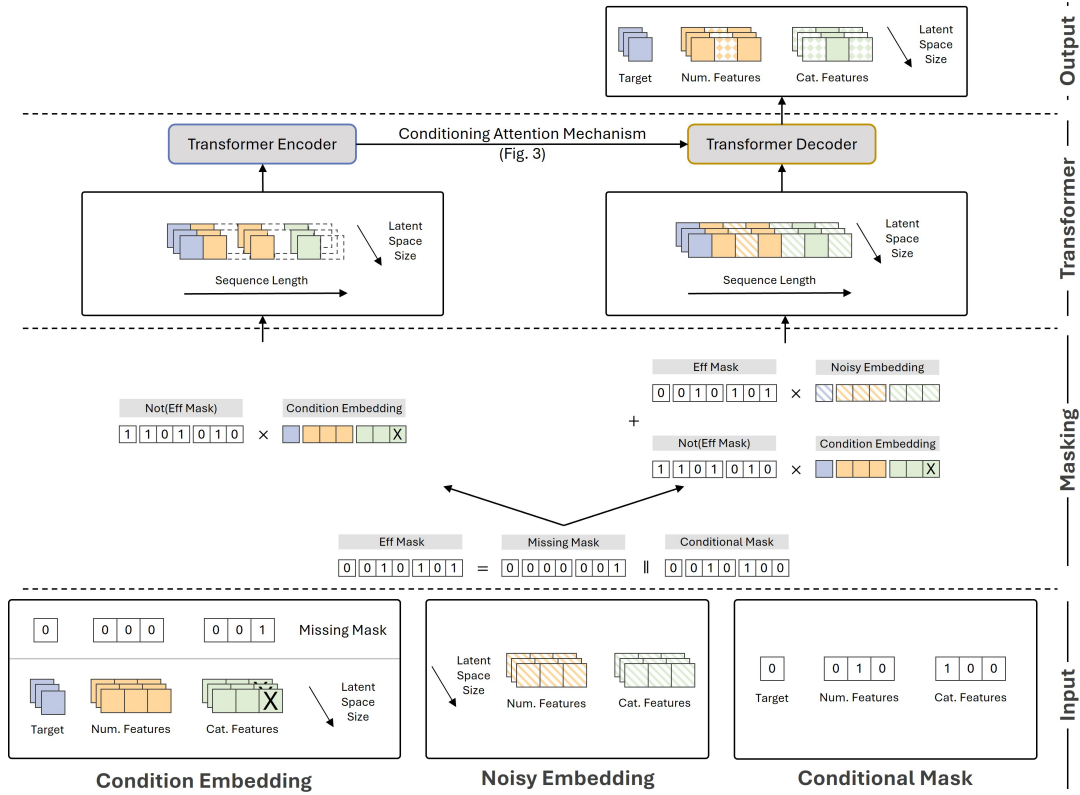 Target
Num. Features
Cat. Features
Latent
Space
Size
Output
Transformer Encoder
Conditioning Attention Mechanism
(Fig. 3)
Transformer Decoder
Latent
Space
Size
Sequence Length
Latent
Space
Size
Sequence Length
Transformer
Eff Mask
Noisy Embedding
0 0 1 0 1 0 1 ×
+
Not(Eff Mask)
Condition Embedding
1 1 0 1 0 1 0 × X
Not(Eff Mask)
Condition Embedding
1 1 0 1 0 1 0 × X
Masking
Eff Mask
Missing Mask
Conditional Mask
0 0 1 0 1 0 1 = 0 0 0 0 0 0 1 || 0 0 1 0 1 0 0
0 0 0 0 0 0 1 Missing Mask
X
Target
Num. Features
Cat. Features
Latent
Space
Size
Condition Embedding
Latent
Space
Size
Num. Features
Cat. Features
Noisy Embedding
0 0 1 0 1 0 0
Target
Num. Features
Cat. Features
Conditional Mask
Input